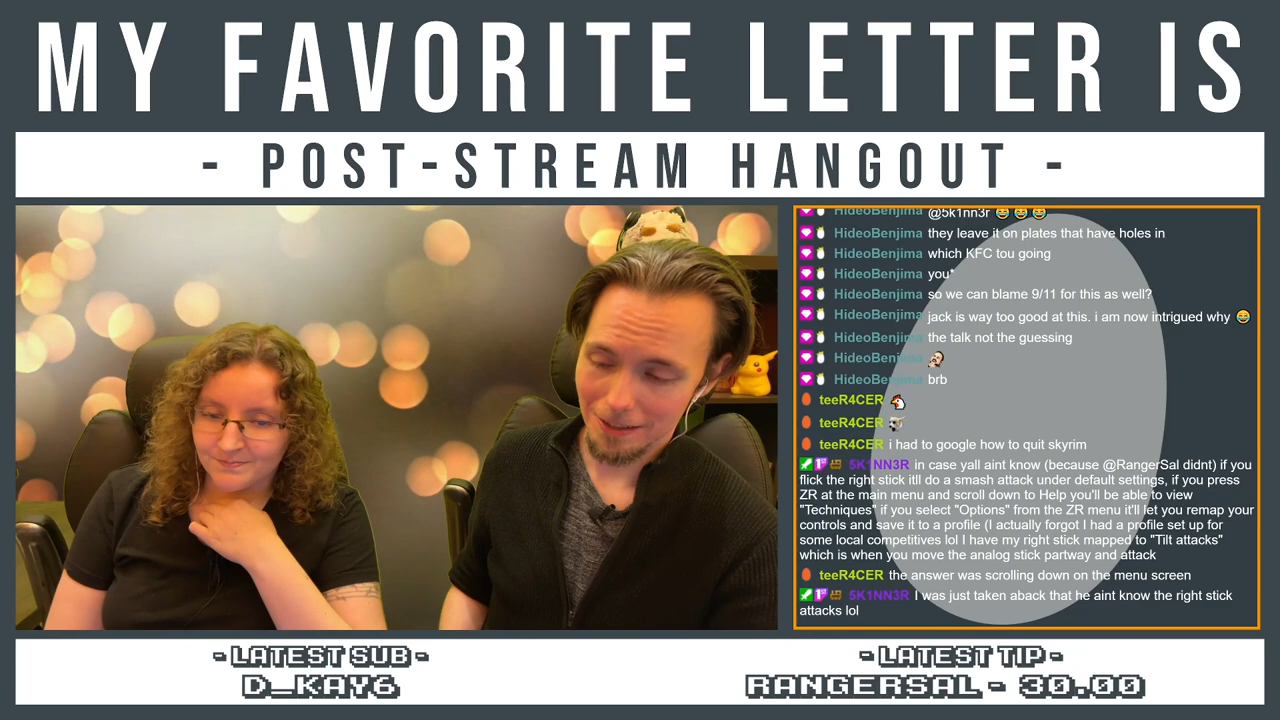 MY FAVORITE LETTER IS
- POST-STREAM HANGOUT -
HideoBenjima @5k1nn3r 😂 😂 😂
HideoBenjima they leave it on plates that have holes in
HideoBenjima which KFC tou going
HideoBenjima you*
HideoBenjima so we can blame 9/11 for this as well?
HideoBenjima jack is way too good at this. i am now intrigued why 😂
HideoBenjima the talk not the guessing
HideoBenjima
HideoBenjima brb
teeR4CER
teeR4CER
teeR4CER i had to google how to quit skyrim
5K1NN3R in case yall aint know (because @RangerSal didnt) if you
flick the right stick itll do a smash attack under default settings, if you press
ZR at the main menu and scroll down to Help you'll be able to view
"Techniques" if you select "Options" from the ZR menu it'll let you remap your
controls and save it to a profile (I actually forgot I had a profile set up for
some local competitives lol I have my right stick mapped to "Tilt attacks"
which is when you move the analog stick partway and attack
teeR4CER the answer was scrolling down on the menu screen
5K1NN3R I was just taken aback that he aint know the right stick
attacks lol
- LATEST SUB -
D_KAY6
- LATEST TIP -
RANGERSAL - 30.00